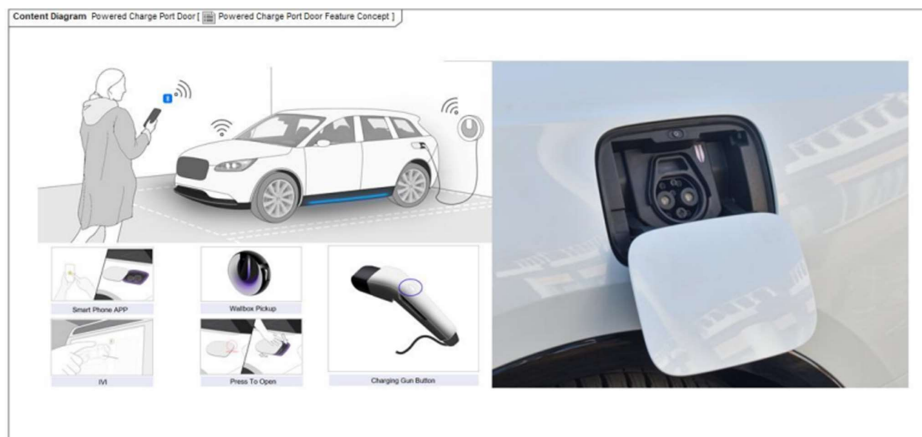 Content Diagram Powered Charge Port Door [ Powered Charge Port Door Feature Concept ]
Smart Phone APP
Wallbox Pickup
IVI
Press To Open
Charging Gun Button